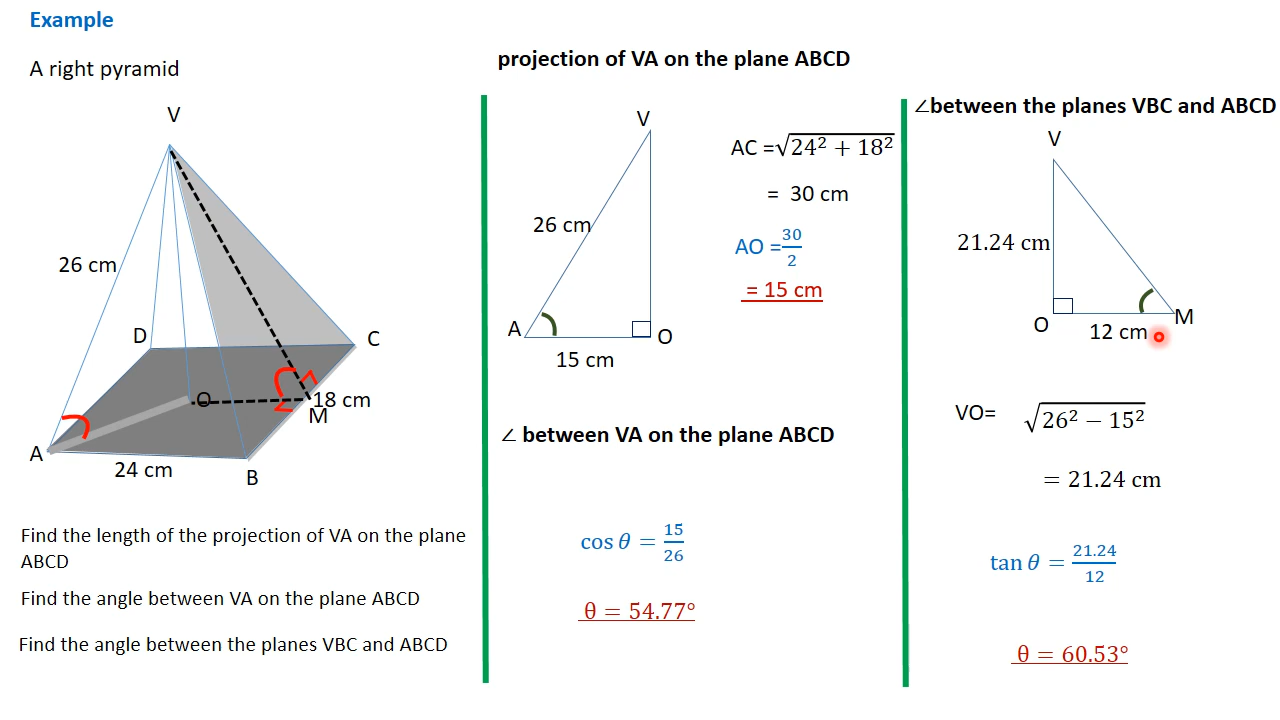 Example
A right pyramid
V
26 cm
D
C
O
18 cm
M
A
24 cm
B
Find the length of the projection of VA on the plane
ABCD
Find the angle between VA on the plane ABCD
Find the angle between the planes VBC and ABCD
projection of VA on the plane ABCD
V
26 cm
A
O
15 cm
AC =√24² + 18²
= 30 cm
AO =30/2
= 15 cm
∠ between VA on the plane ABCD
cos θ = 15/26
θ = 54.77°
∠between the planes VBC and ABCD
V
21.24 cm
O
M
12 cm
VO= √26² − 15²
= 21.24 cm
tan θ = 21.24/12
θ = 60.53°